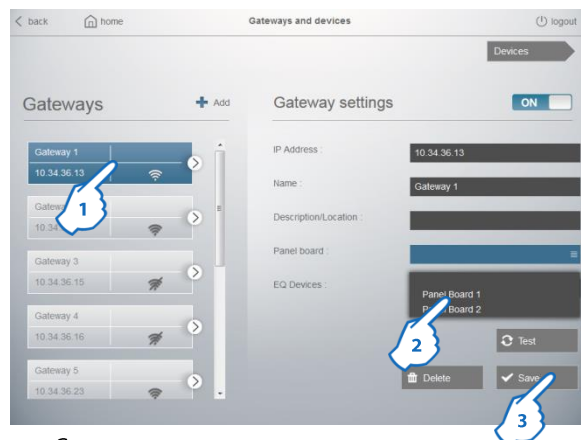 back
home
Gateways and devices
logout
Devices
Gateways
Add
Gateway settings
ON
Gateway 1
10.34.36.13
1
10.34
Gateway 3
10.34.36.15
Gateway 4
10.34.36.16
Gateway 5
10.34.36.23
IP Address :
10.34.36.13
Name :
Gateway 1
Description/Location :
Panel board :
EQ Devices :
Panel Board 1
Board 2
2
Test
Delete
Save
3